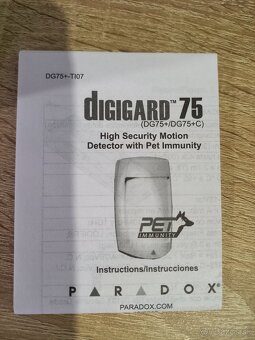 DG75+-TI07
DIGIGARD™ 75
(DG75+/DG75+C)
High Security Motion
Detector with Pet Immunity
PET
IMMUNITY
Instructions/Instrucciones
PARADOX®
PARADOX.COM